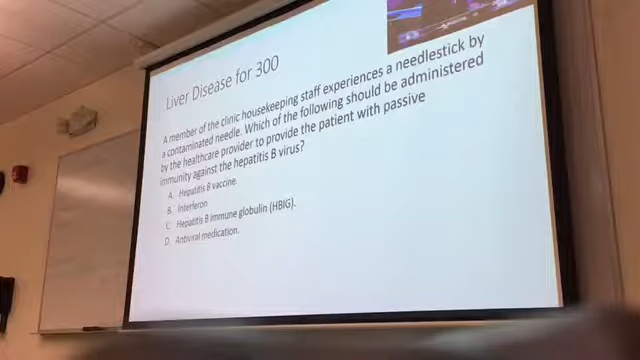 Liver Disease for 300
A member of the clinic housekeeping staff experiences a needlestick by
a contaminated needle. Which of the following should be administered
by the healthcare provider to provide the patient with passive
immunity against the hepatitis B virus?
A. Hepatitis B vaccine.
B. Interferon
C. Hepatitis B immune globulin (HBIG).
D. Antiviral medication.